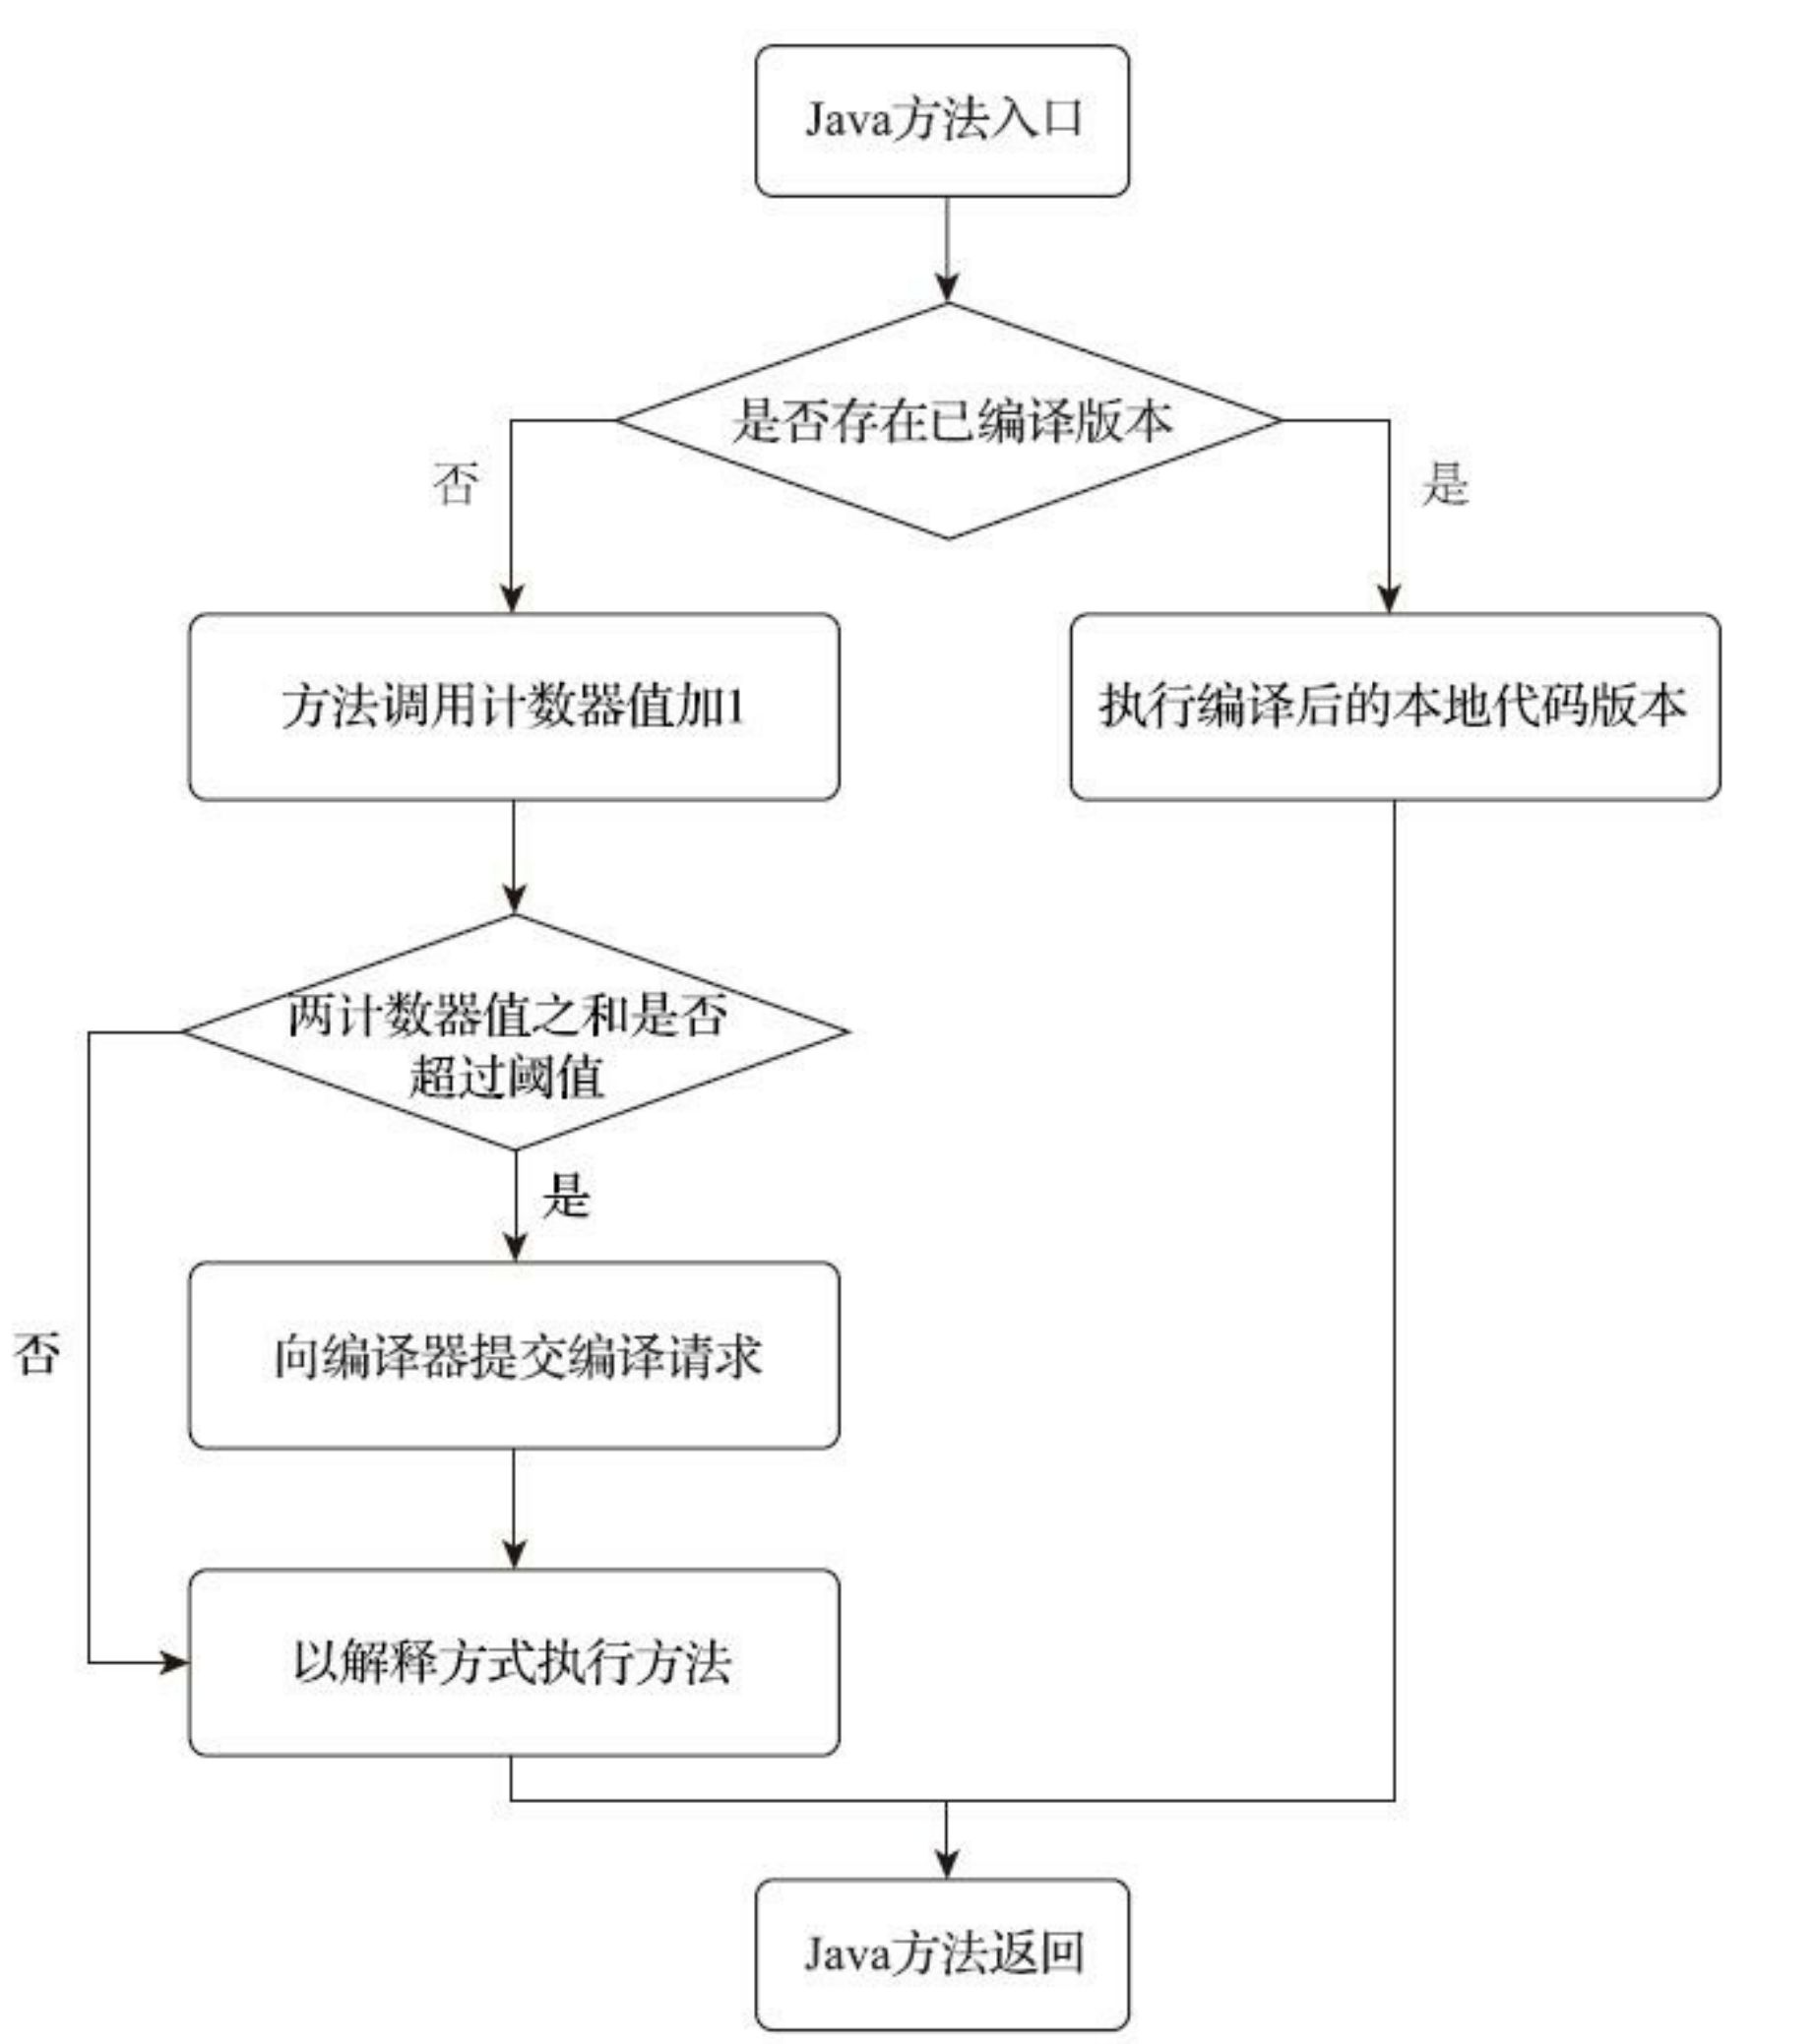 Java方法入口
是否存在已编译版本
否
是
方法调用计数器值加1
执行编译后的本地代码版本
两计数器值之和是否
超过阈值
是
否
向编译器提交编译请求
以解释方式执行方法
Java方法返回